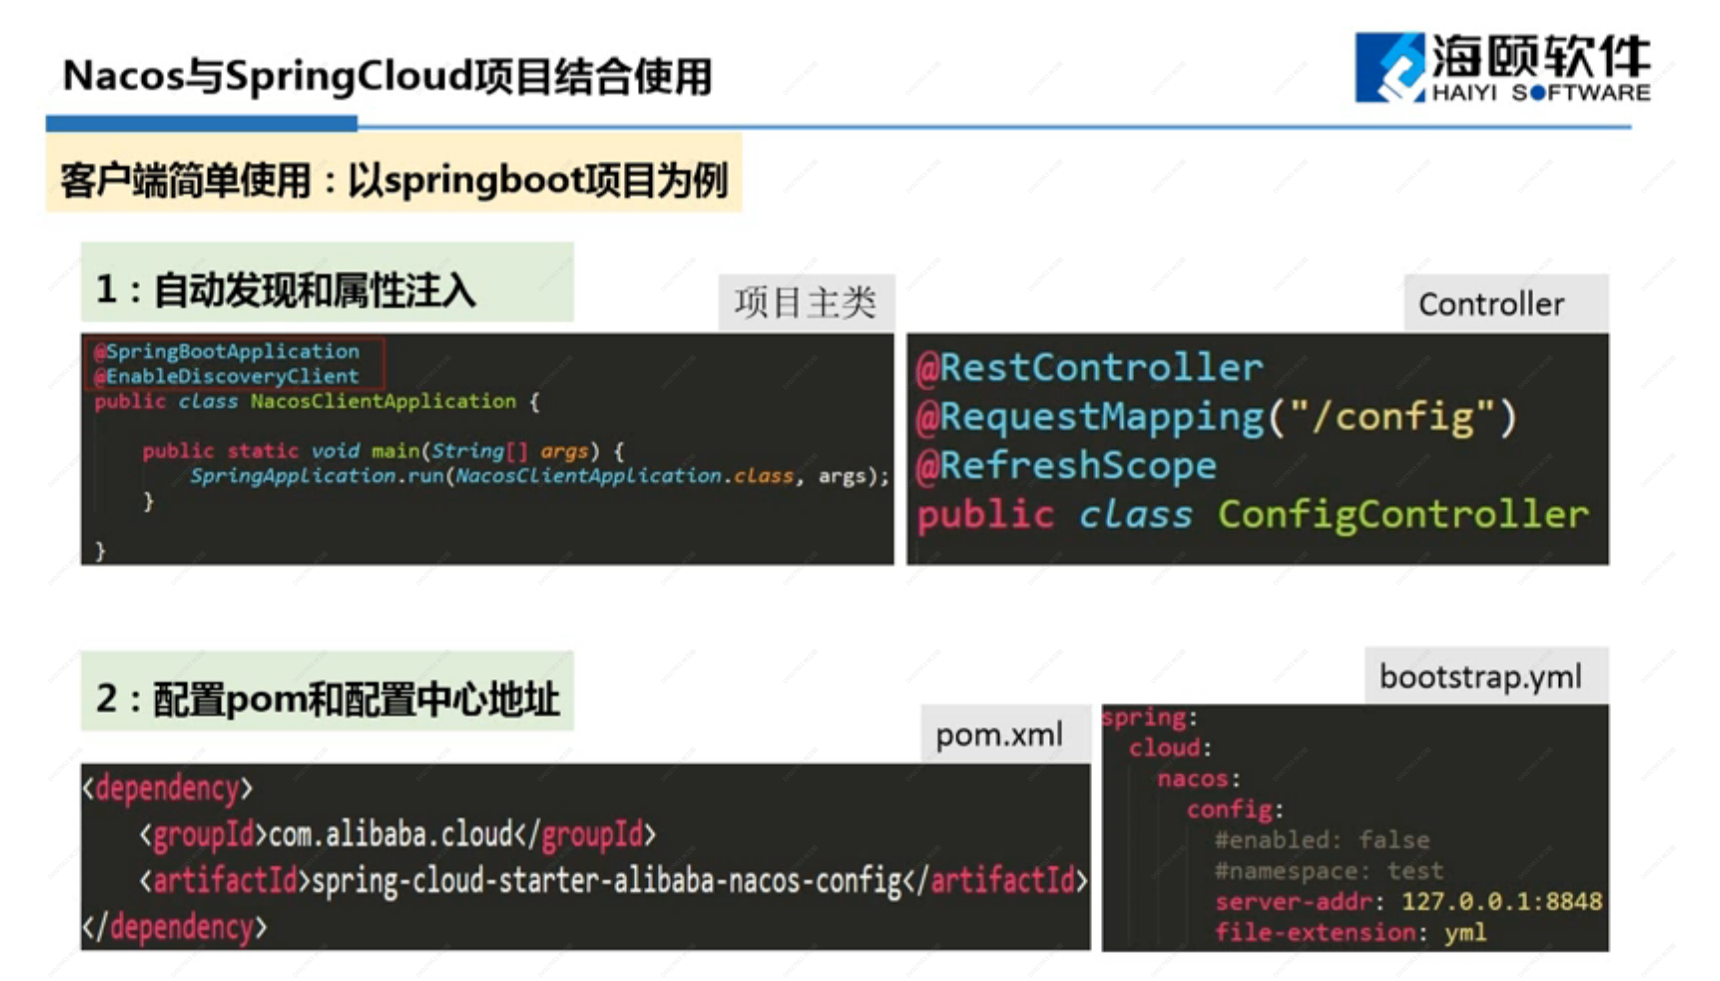 Nacos与SpringCloud项目结合使用
海颐软件
HAIYI SOFTWARE
客户端简单使用：以springboot项目为例
1：自动发现和属性注入
项目主类
@SpringBootApplication
@EnableDiscoveryClient
public class NacosClientApplication {
public static void main(String[] args) {
SpringApplication.run(NacosClientApplication.class, args);
}
}
Controller
@RestController
@RequestMapping("/config")
@RefreshScope
public class ConfigController
2：配置pom和配置中心地址
pom.xml
<dependency>
<groupId>com.alibaba.cloud</groupId>
<artifactId>spring-cloud-starter-alibaba-nacos-config</artifactId>
</dependency>
bootstrap.yml
spring:
cloud:
nacos:
config:
#enabled: false
#namespace: test
server-addr: 127.0.0.1:8848
file-extension: yml